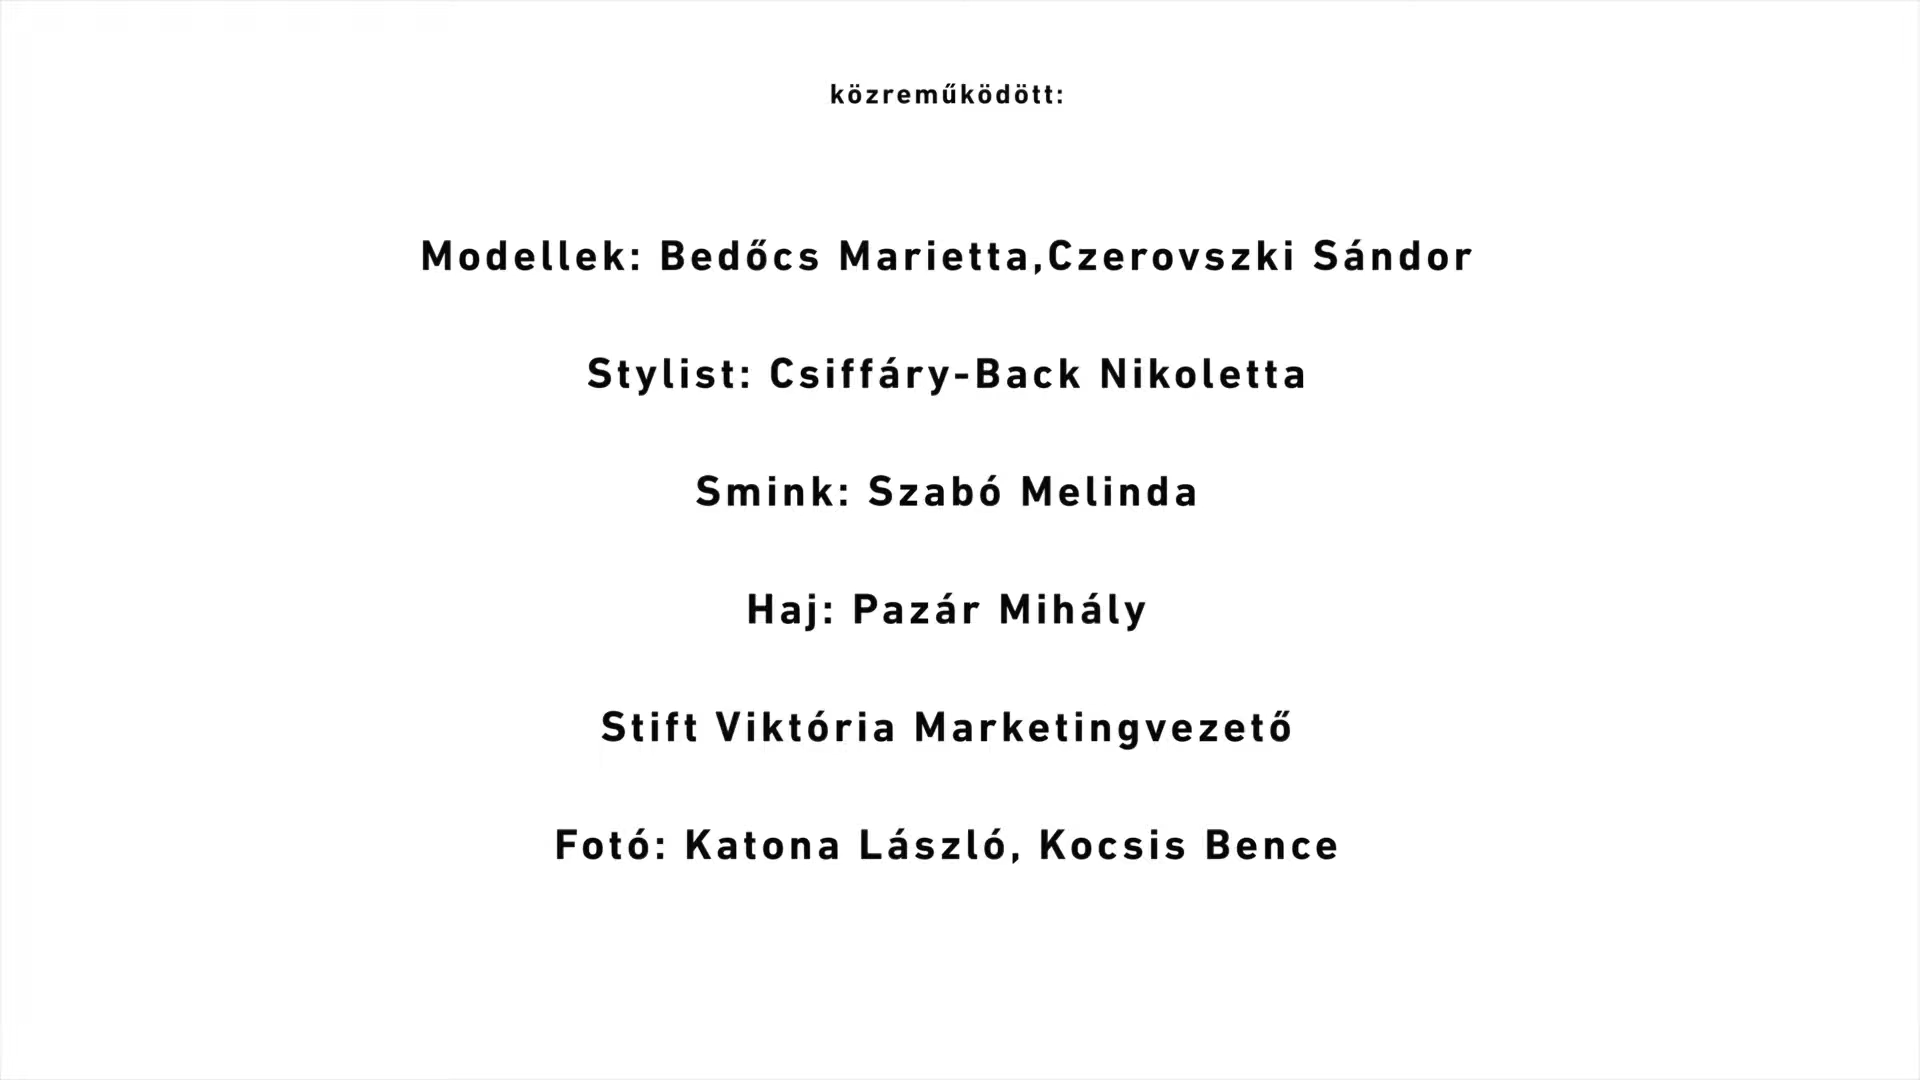 közreműködött:
Modellek: Bedőcs Marietta,Czerovszki Sándor
Stylist: Csiffáry-Back Nikoletta
Smink: Szabó Melinda
Haj: Pazár Mihály
Stift Viktória Marketingvezető
Fotó: Katona László, Kocsis Bence